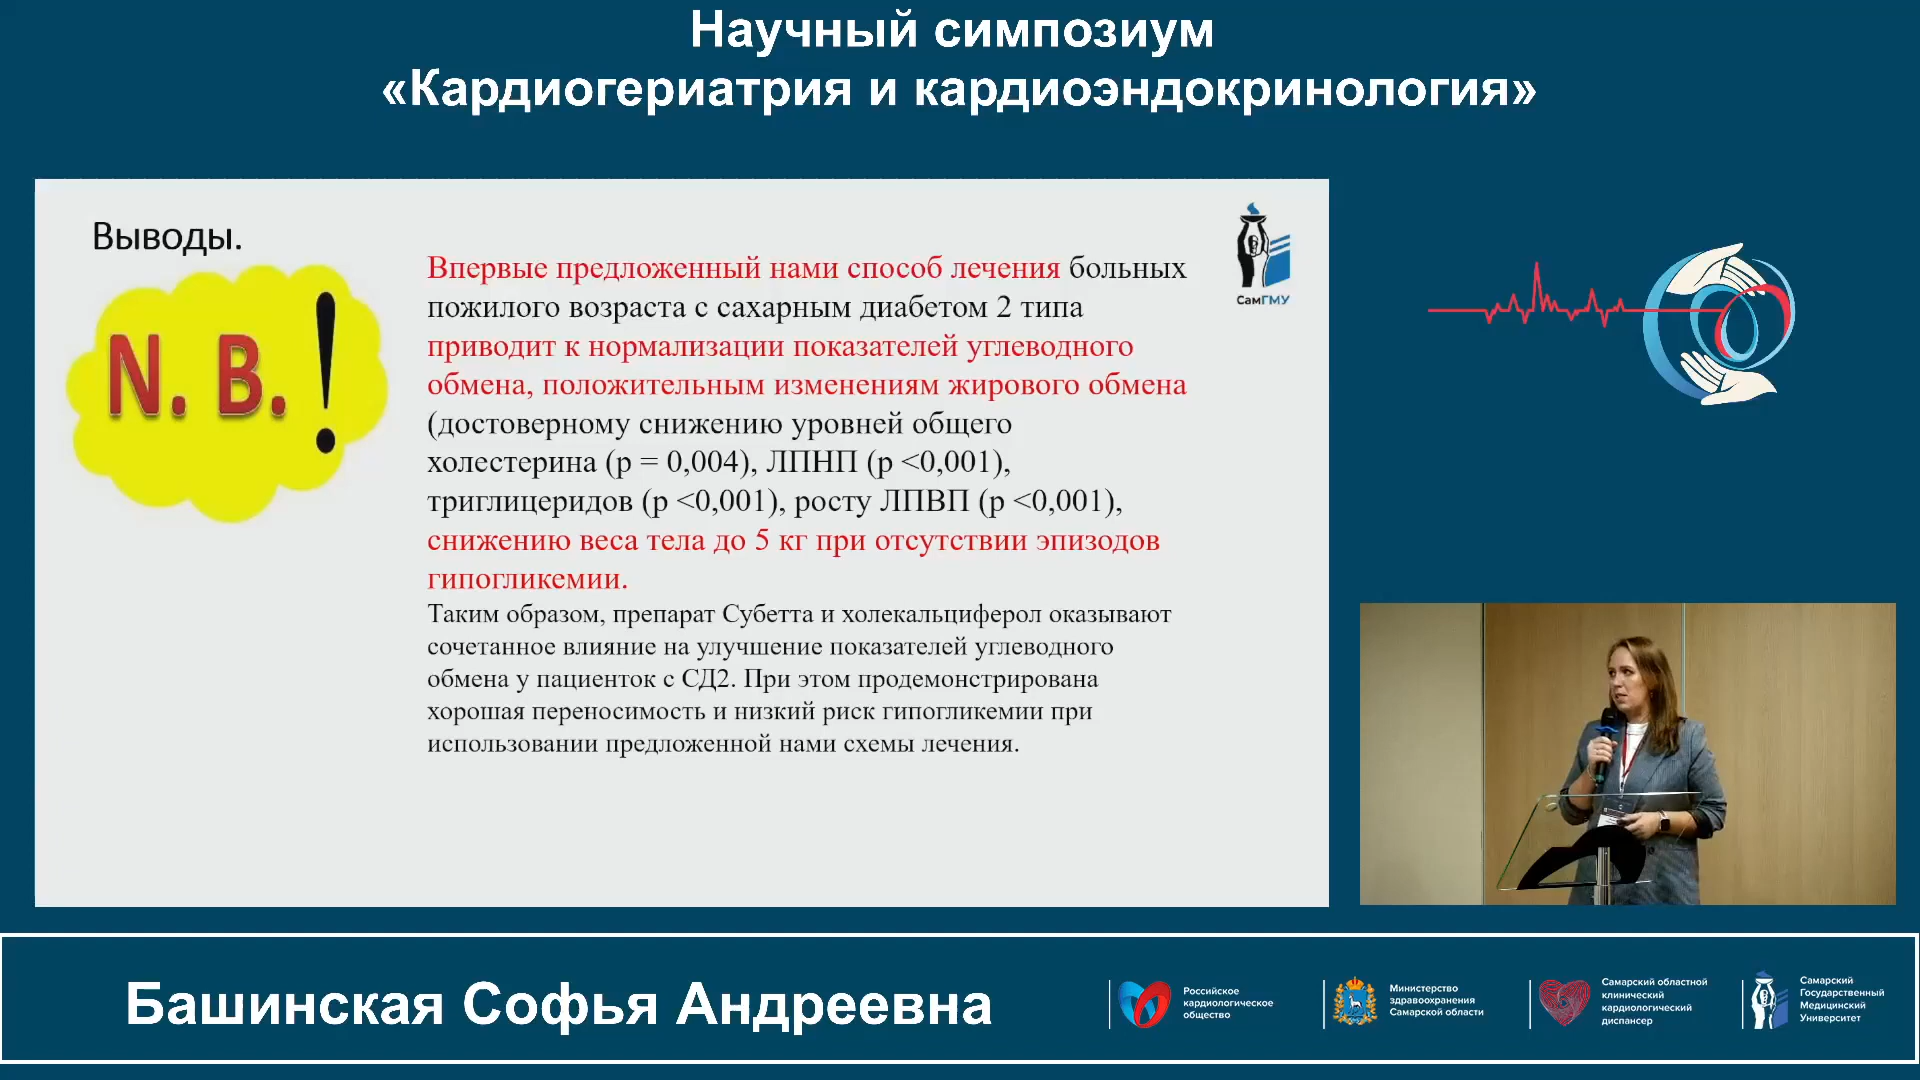 Научный симпозиум
«Кардиогериатрия и кардиоэндокринология»
Выводы.
N. B. !
СамГМУ
Впервые предложенный нами способ лечения больных
пожилого возраста с сахарным диабетом 2 типа
приводит к нормализации показателей углеводного
обмена, положительным изменениям жирового обмена
(достоверному снижению уровней общего
холестерина (p = 0,004), ЛПНП (p <0,001),
триглицеридов (p <0,001), росту ЛПВП (p <0,001),
снижению веса тела до 5 кг при отсутствии эпизодов
гипогликемии.
Таким образом, препарат Субетта и холекальциферол оказывают
сочетанное влияние на улучшение показателей углеводного
обмена у пациенток с СД2. При этом продемонстрирована
хорошая переносимость и низкий риск гипогликемии при
использовании предложенной нами схемы лечения.
Башинская Софья Андреевна
Российское
кардиологическое
общество
Министерство
здравоохранения
Самарской области
Самарский областной
клинический
кардиологический
диспансер
Самарский
Государственный
Медицинский
Университет